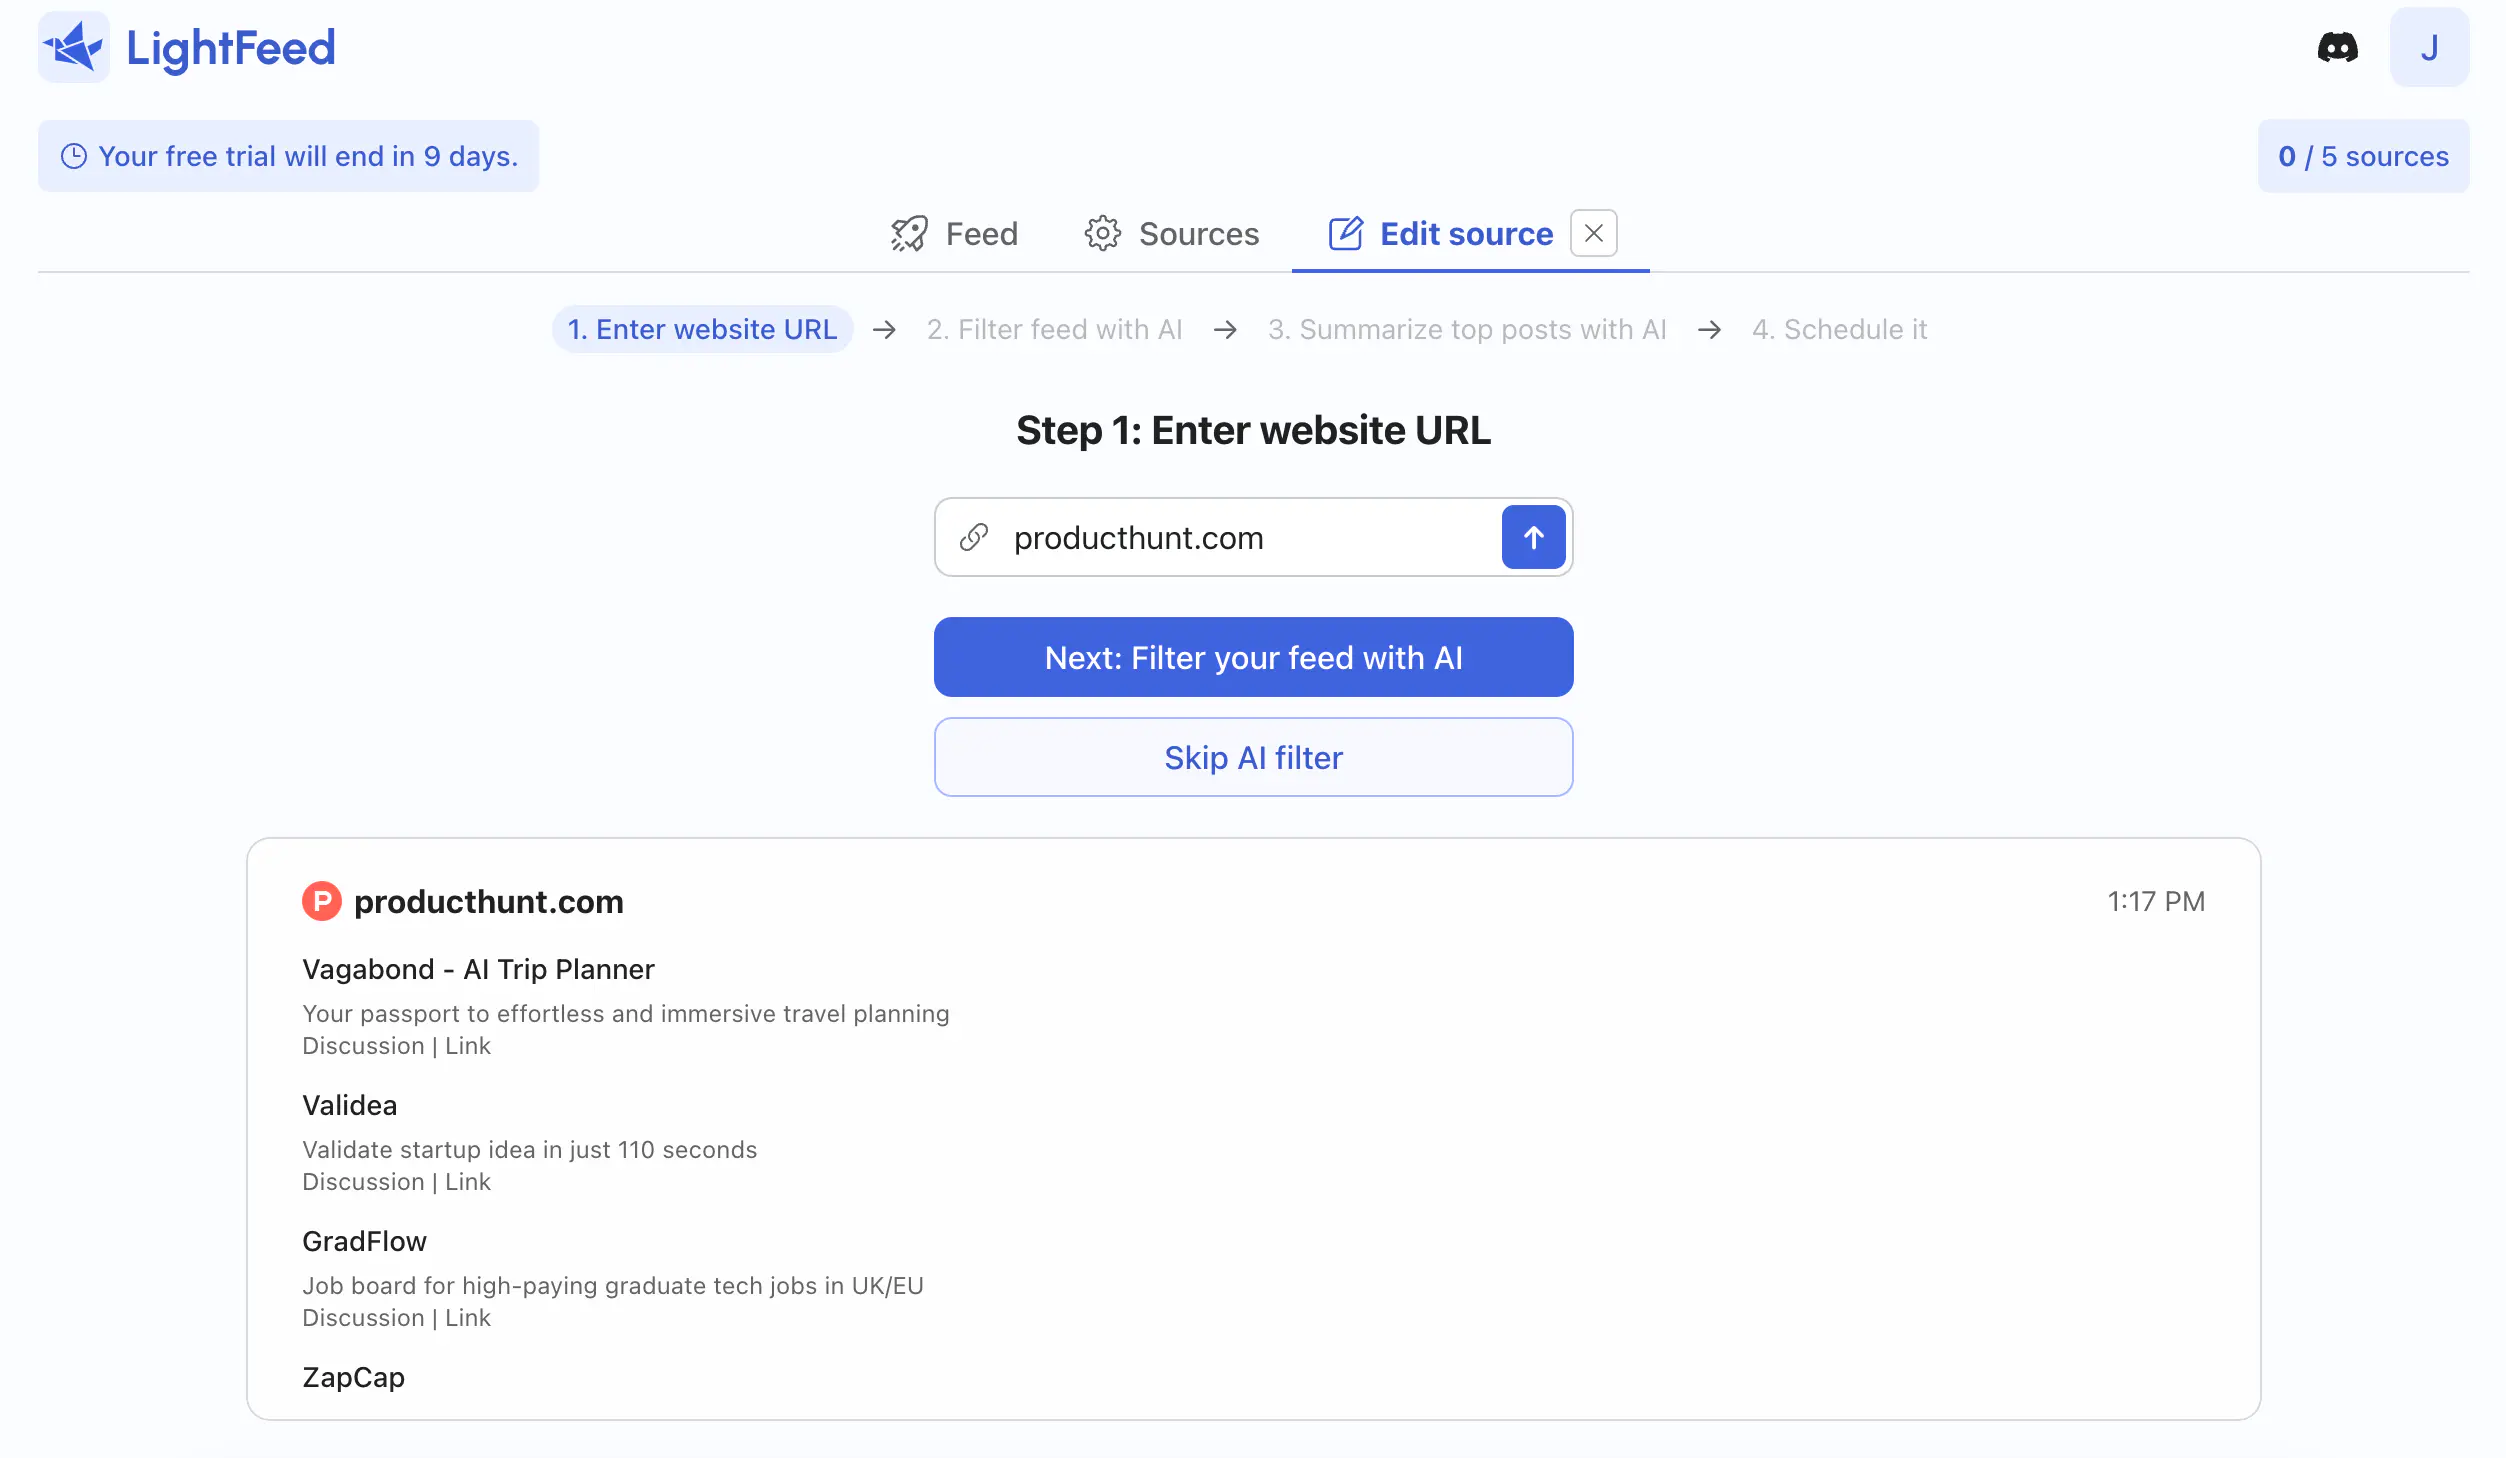 LightFeed
J
Your free trial will end in 9 days.
0 / 5 sources
Feed
Sources
Edit source
1. Enter website URL → 2. Filter feed with AI → 3. Summarize top posts with AI → 4. Schedule it
Step 1: Enter website URL
producthunt.com
Next: Filter your feed with AI
Skip AI filter
P producthunt.com
1:17 PM
Vagabond - AI Trip Planner
Your passport to effortless and immersive travel planning
Discussion | Link
Validea
Validate startup idea in just 110 seconds
Discussion | Link
GradFlow
Job board for high-paying graduate tech jobs in UK/EU
Discussion | Link
ZapCap